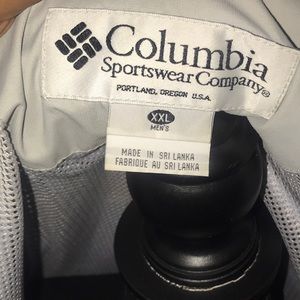 Columbia
Sportswear Company®
PORTLAND, OREGON U.S.A.
XXL
MEN'S
MADE IN SRI LANKA
FABRIQUE AU SRI LANKA